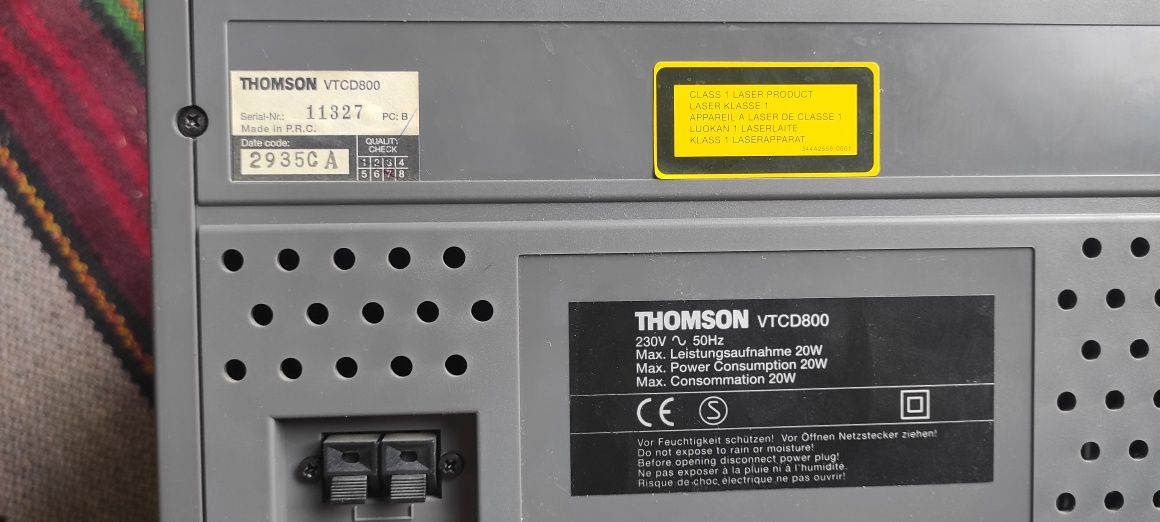 THOMSON VTCD800
Serial-Nr.: 11327 PC: B
Made in P.R.C.
Date code:
2935CA
QUALITY
CHECK
1 2 3 4
5 6 7 8
CLASS 1 LASER PRODUCT
LASER KLASSE 1
APPAREIL A LASER DE CLASSE 1
LUOKAN 1 LASERLAITE
KLASS 1 LASERAPPARAT
34442555-0001
THOMSON VTCD800
230V ∿ 50Hz
Max. Leistungsaufnahme 20W
Max. Power Consumption 20W
Max. Consommation 20W
CE S
Vor Feuchtigkeit schützen! Vor Öffnen Netzstecker ziehen!
Do not expose to rain or moisture!
Before opening disconnect power plug!
Ne pas exposer à la pluie ni à l'humidité.
Risque de choc électrique ne pas ouvrir!